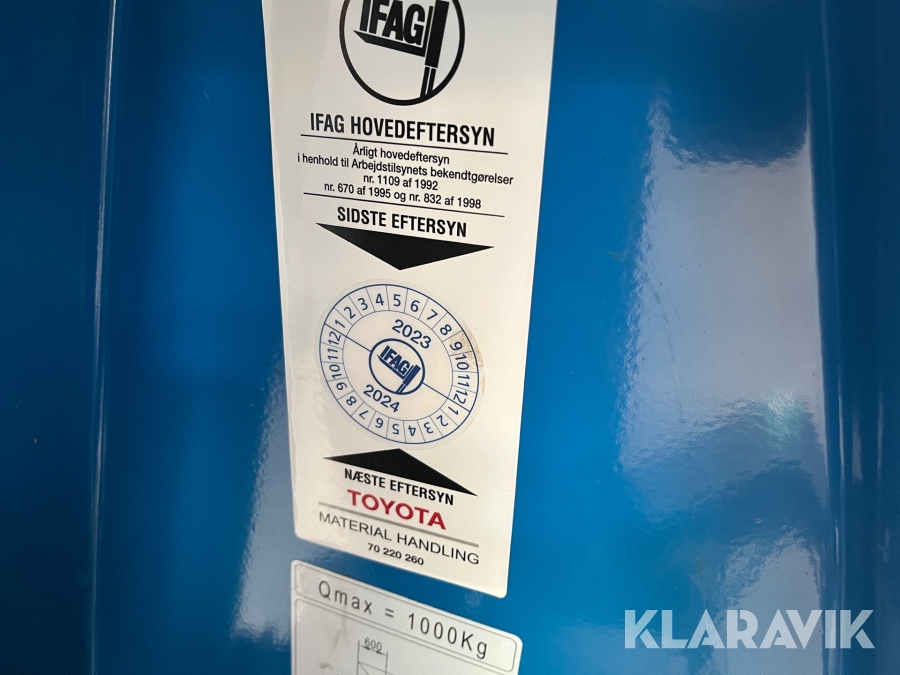 IFAG
IFAG HOVEDEFTERSYN
Årligt hovedeftersyn
i henhold til Arbejdstilsynets bekendtgørelser
nr. 1109 af 1992
nr. 670 af 1995 og nr. 832 af 1998
SIDSTE EFTERSYN
1 2 3 4 5 6 7 8 9 10 11 12
2023
IFAG
2024
1 2 3 4 5 6 7 8 9 10 11 12
NÆSTE EFTERSYN
TOYOTA
MATERIAL HANDLING
70 220 260
Qmax = 1000Kg
600
KLARAVIK